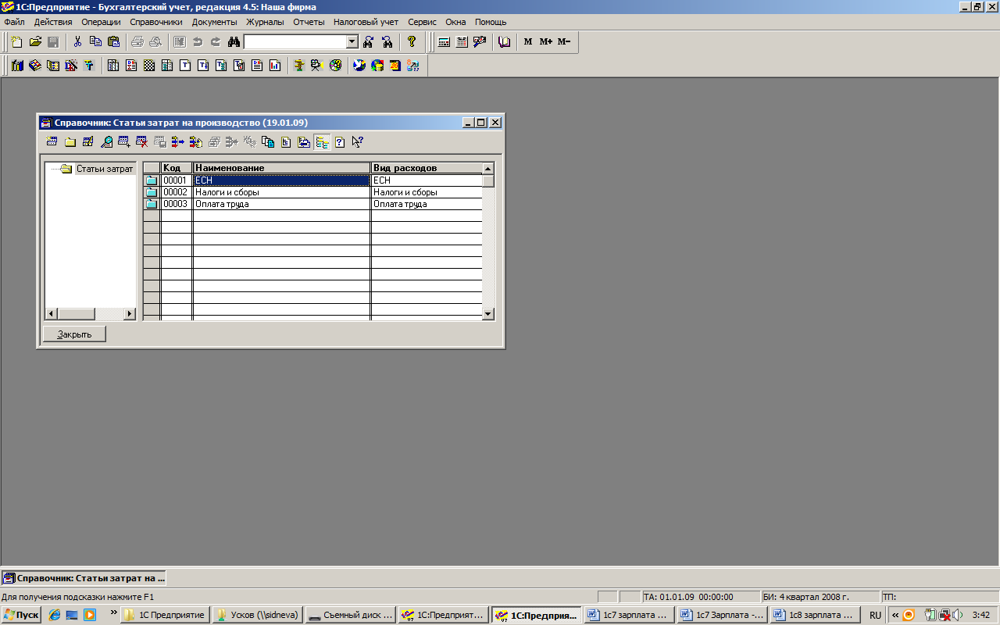 1С:Предприятие - Бухгалтерский учет, редакция 4.5: Наша фирма
Файл Действия Операции Справочники Документы Журналы Отчеты Налоговый учет Сервис Окна Помощь
M M+ M−
Справочник: Статьи затрат на производство (19.01.09)
Статьи затрат
Код Наименование Вид расходов
00001 ЕСН ЕСН
00002 Налоги и сборы Налоги и сборы
00003 Оплата труда Оплата труда
Закрыть
Справочник: Статьи затрат на ...
Для получения подсказки нажмите F1 TA: 01.01.09 00:00:00 БИ: 4 квартал 2008 г. ТП:
Пуск » 1С Предприятие Усков (\\sidneva) Съемный диск ... 1С:Предприят... 1С:Предприя... 1с7 зарплата ... 1с7 Зарплата -... 1с8 зарплата ... RU « 3:42